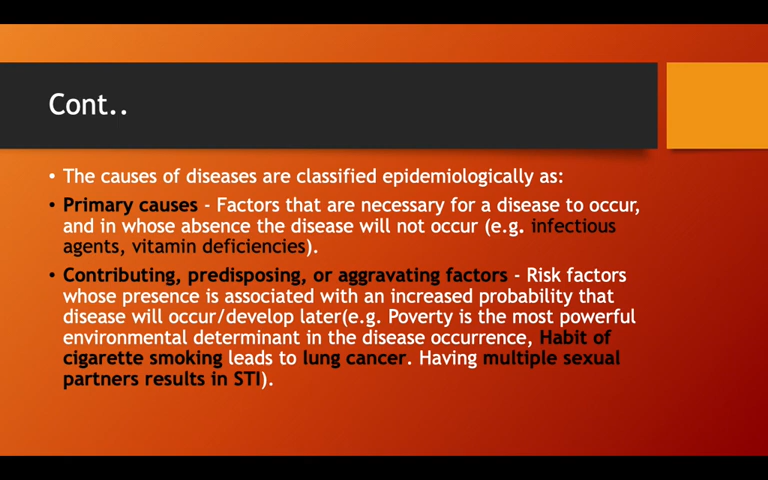 Cont..
• The causes of diseases are classified epidemiologically as:
• Primary causes - Factors that are necessary for a disease to occur,
and in whose absence the disease will not occur (e.g. infectious
agents, vitamin deficiencies).
• Contributing, predisposing, or aggravating factors - Risk factors
whose presence is associated with an increased probability that
disease will occur/develop later(e.g. Poverty is the most powerful
environmental determinant in the disease occurrence, Habit of
cigarette smoking leads to lung cancer. Having multiple sexual
partners results in STI).